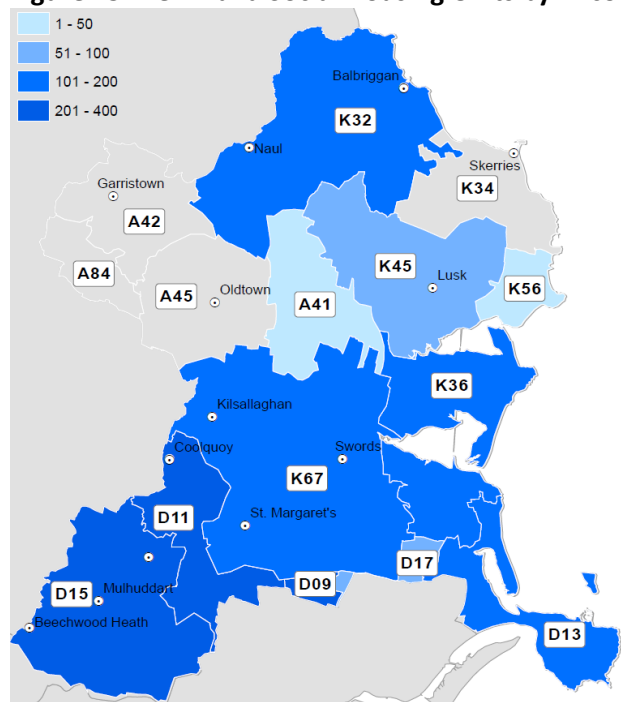 1 - 50
51 - 100
101 - 200
201 - 400
Balbriggan
K32
Naul
Skerries
K34
Garristown
A42
A84
A45
Oldtown
A41
K45
Lusk
K56
K36
Kilsallaghan
Coolquoy
Swords
K67
St. Margaret's
D11
D17
D09
D15
Mulhuddart
Beechwood Heath
D13